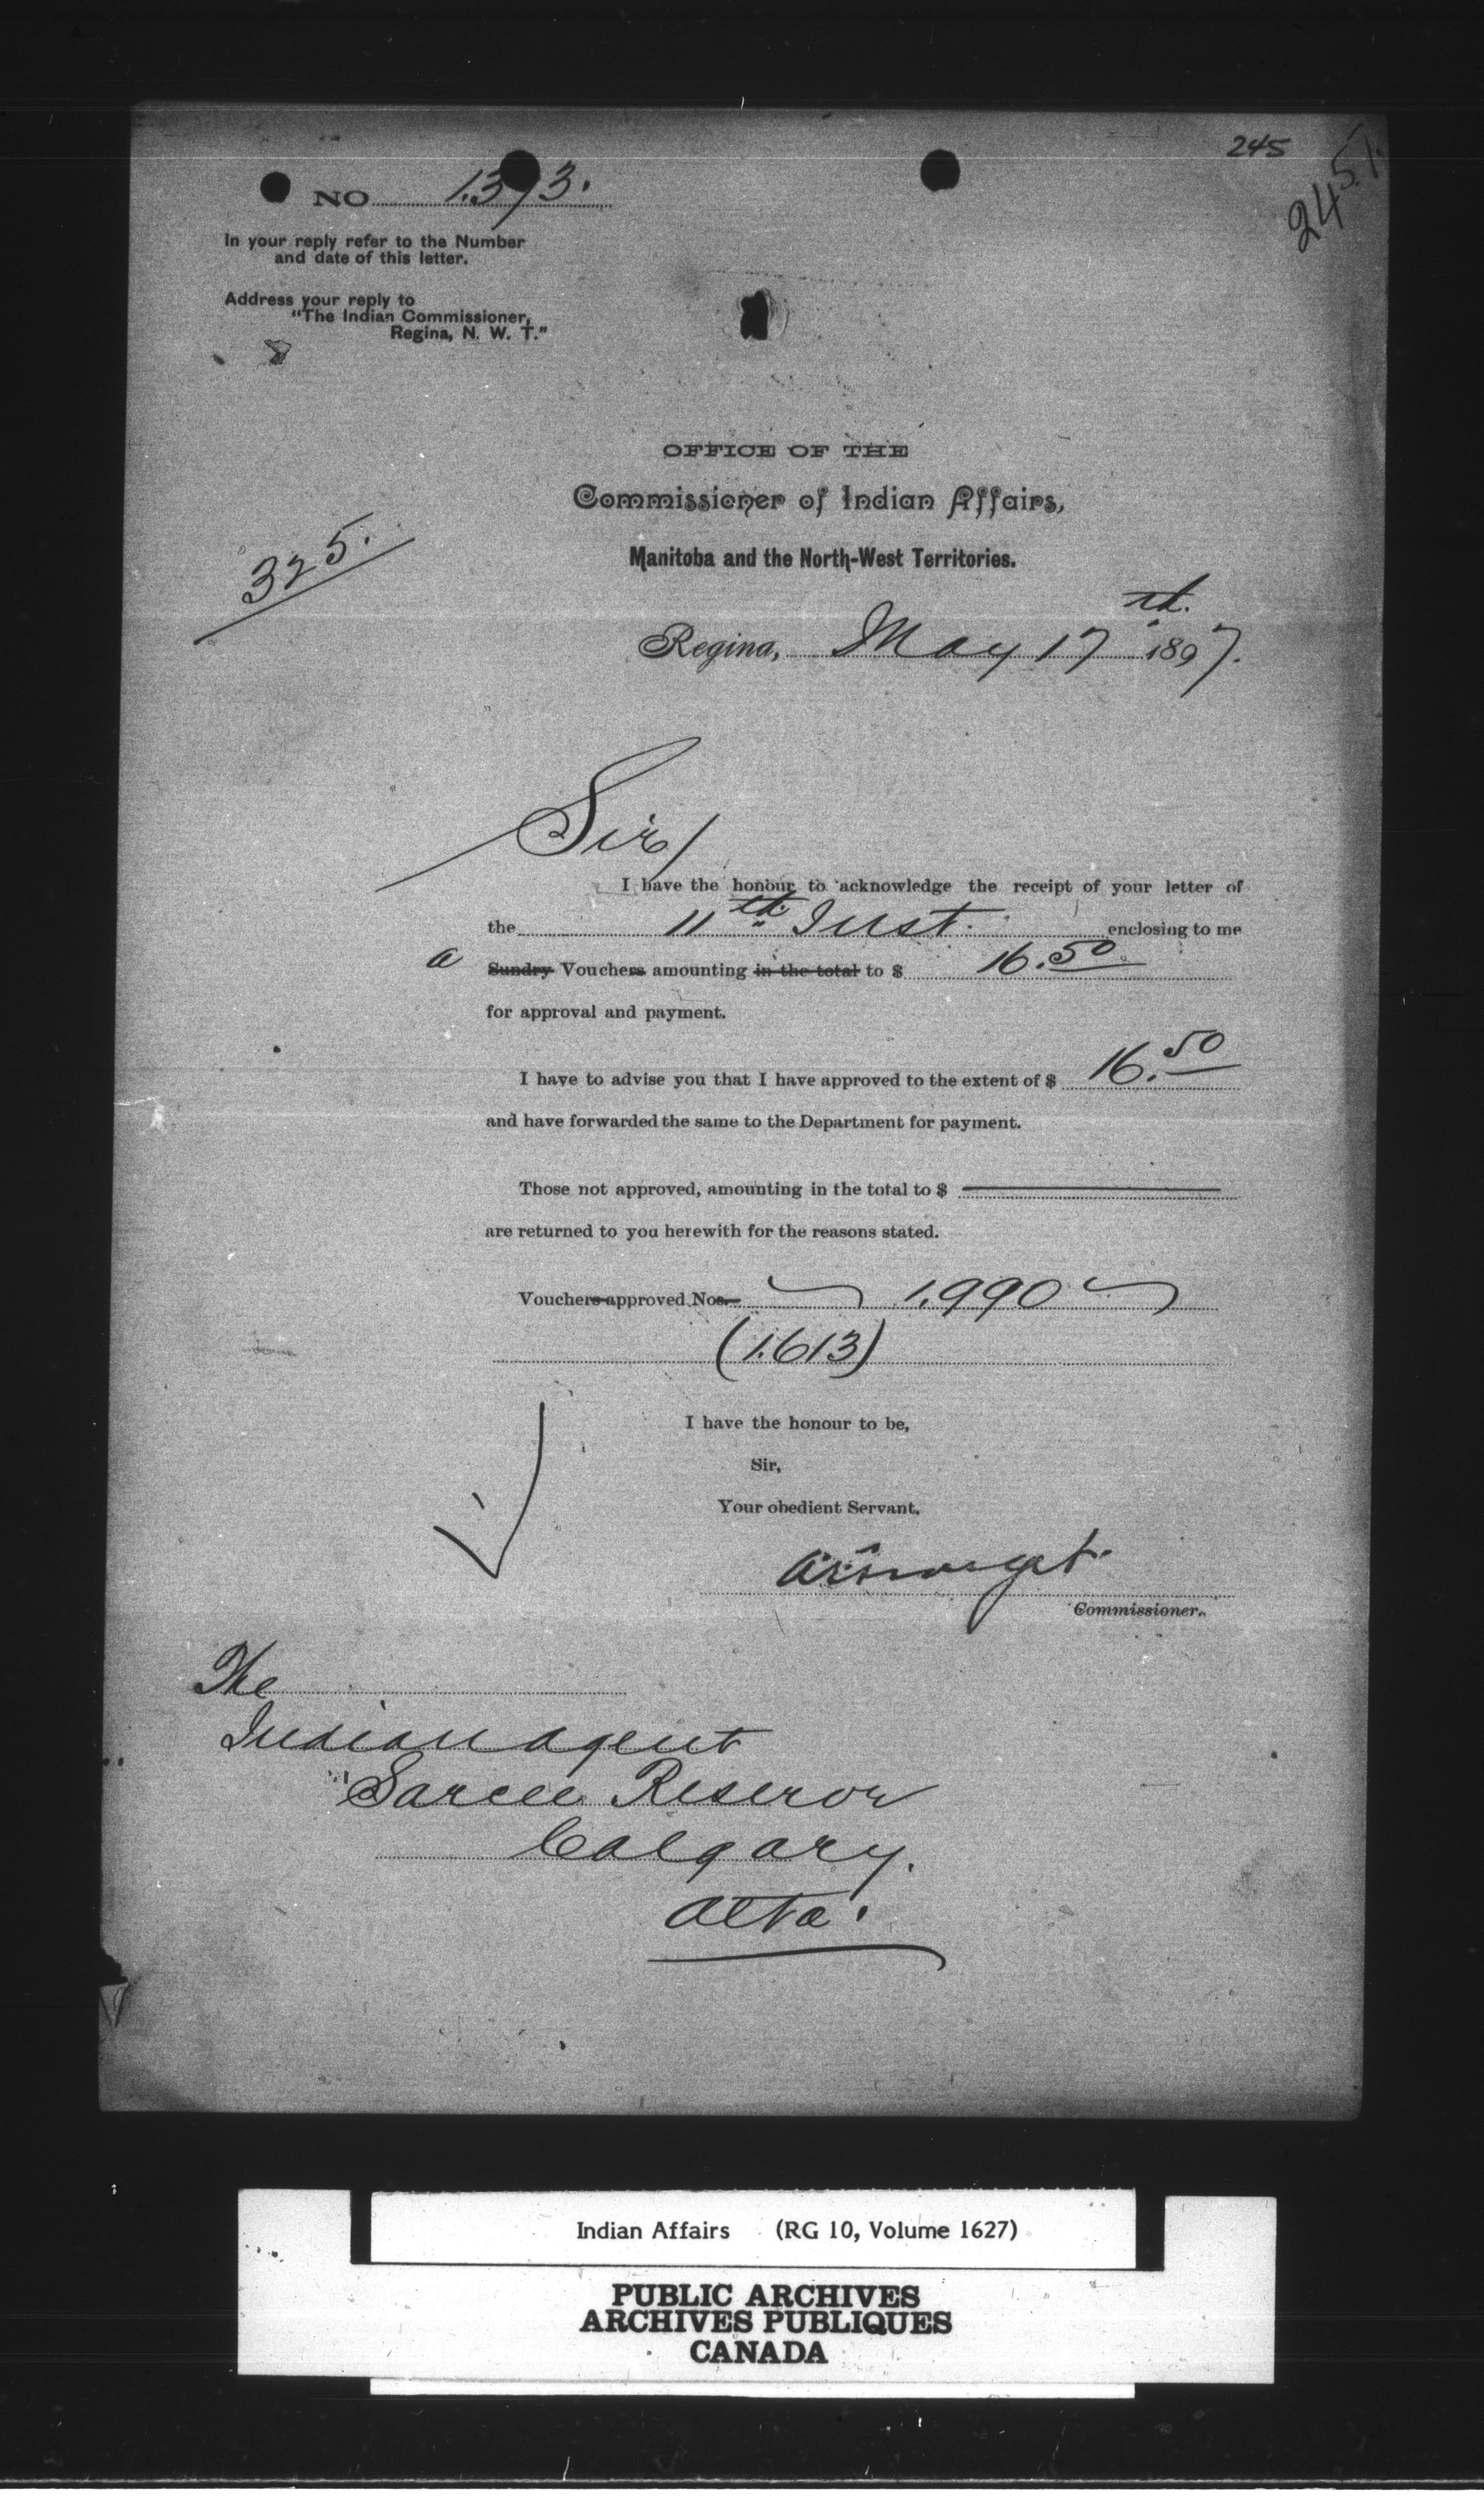 245
2451.
NO 1393.
In your reply refer to the Number
and date of this letter.
Address your reply to
"The Indian Commissioner,
Regina, N. W. T."
OFFICE OF THE
Commissioner of Indian Affairs,
Manitoba and the North-West Territories.
325.
Regina, May 17th. 1897.
Sir/
I have the honour to acknowledge the receipt of your letter of
the 11th Inst. enclosing to me
a Sundry Vouchers amounting in the total to $ 16.50
for approval and payment.
I have to advise you that I have approved to the extent of $ 16.50
and have forwarded the same to the Department for payment.
Those not approved, amounting in the total to $
are returned to you herewith for the reasons stated.
Vouchers approved Nos. 1.990
(1.613)
I have the honour to be,
Sir,
Your obedient Servant,
Commissioner.
The
Indian Agent
Sarcee Reserve
Calgary.
Alta.
Indian Affairs (RG 10, Volume 1627)
PUBLIC ARCHIVES
ARCHIVES PUBLIQUES
CANADA